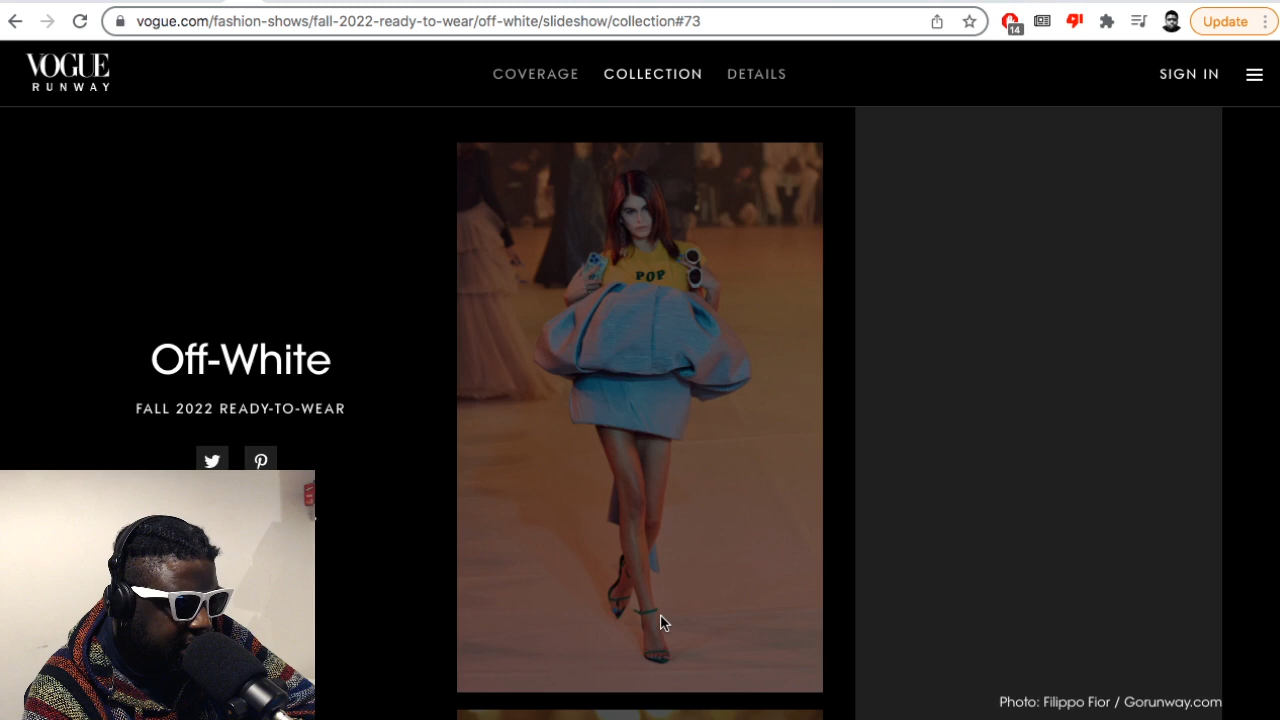 vogue.com/fashion-shows/fall-2022-ready-to-wear/off-white/slideshow/collection#73
14
Update
VOGUE
RUNWAY
COVERAGE
COLLECTION
DETAILS
SIGN IN
POP
Off-White
FALL 2022 READY-TO-WEAR
Photo: Filippo Fior / Gorunway.com